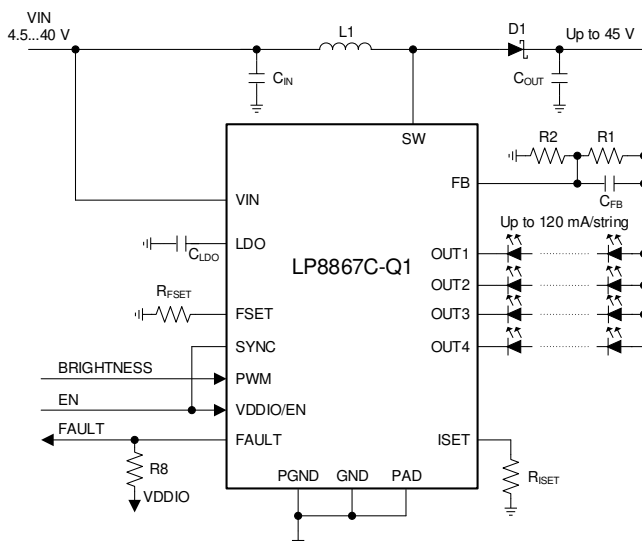 VIN
4.5...40 V
L1
D1
Up to 45 V
CIN
COUT
SW
R2
R1
VIN
FB
CFB
Up to 120 mA/string
CLDO
LDO
LP8867C-Q1
OUT1
OUT2
RFSET
FSET
OUT3
SYNC
OUT4
BRIGHTNESS
PWM
EN
VDDIO/EN
FAULT
FAULT
ISET
R8
PGND
GND
PAD
RISET
VDDIO